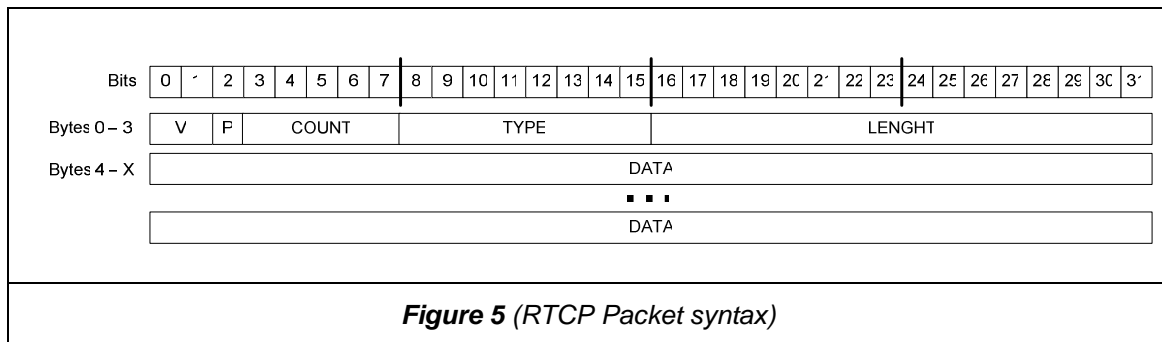 Bits 0 1 2 3 4 5 6 7 8 9 10 11 12 13 14 15 16 17 18 19 20 21 22 23 24 25 26 27 28 29 30 31
Bytes 0 – 3 V P COUNT TYPE LENGHT
Bytes 4 – X DATA
...
DATA
Figure 5 (RTCP Packet syntax)